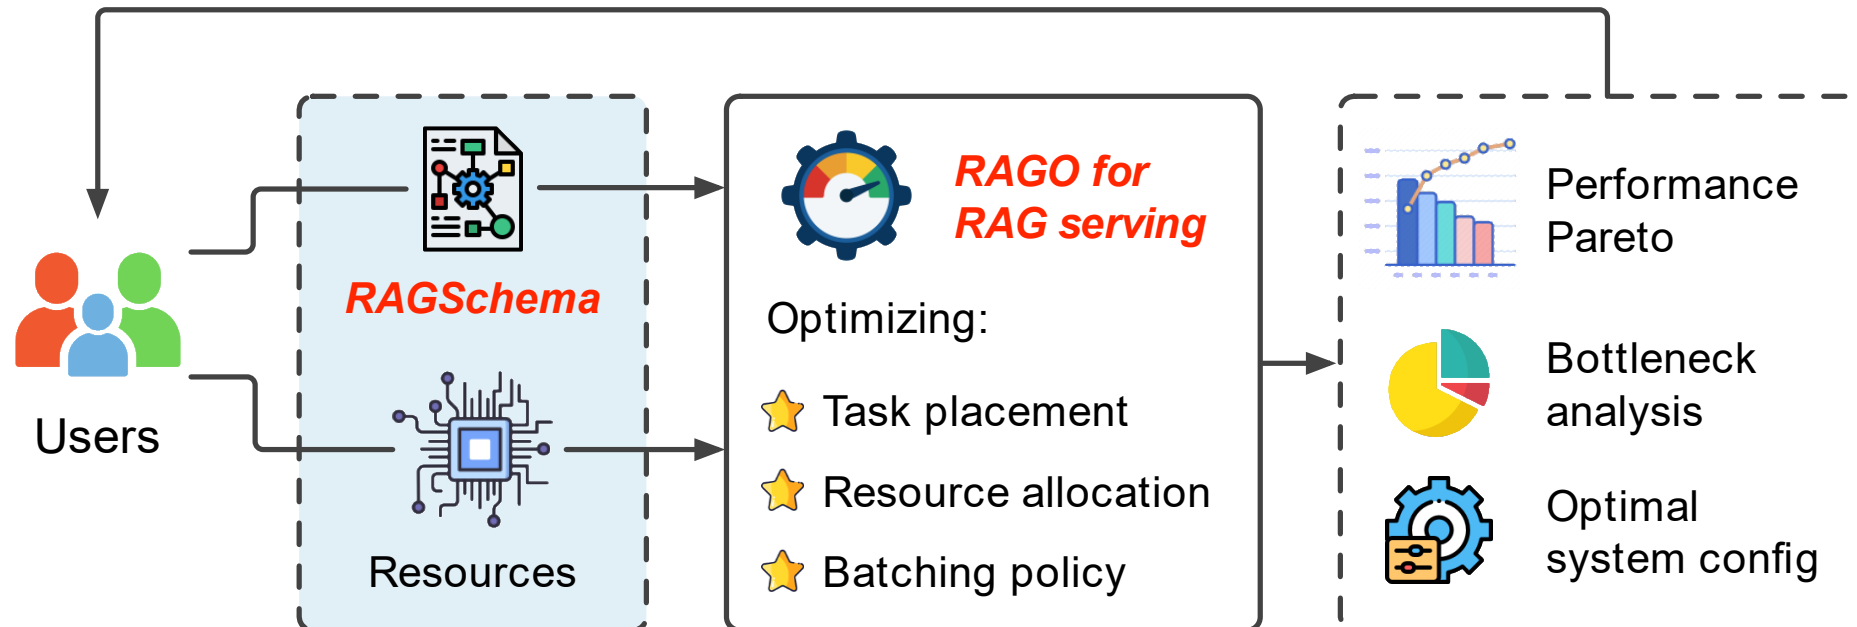 Users
RAGSchema
Resources
RAGO for
RAG serving
Optimizing:
Task placement
Resource allocation
Batching policy
Performance
Pareto
Bottleneck
analysis
Optimal
system config